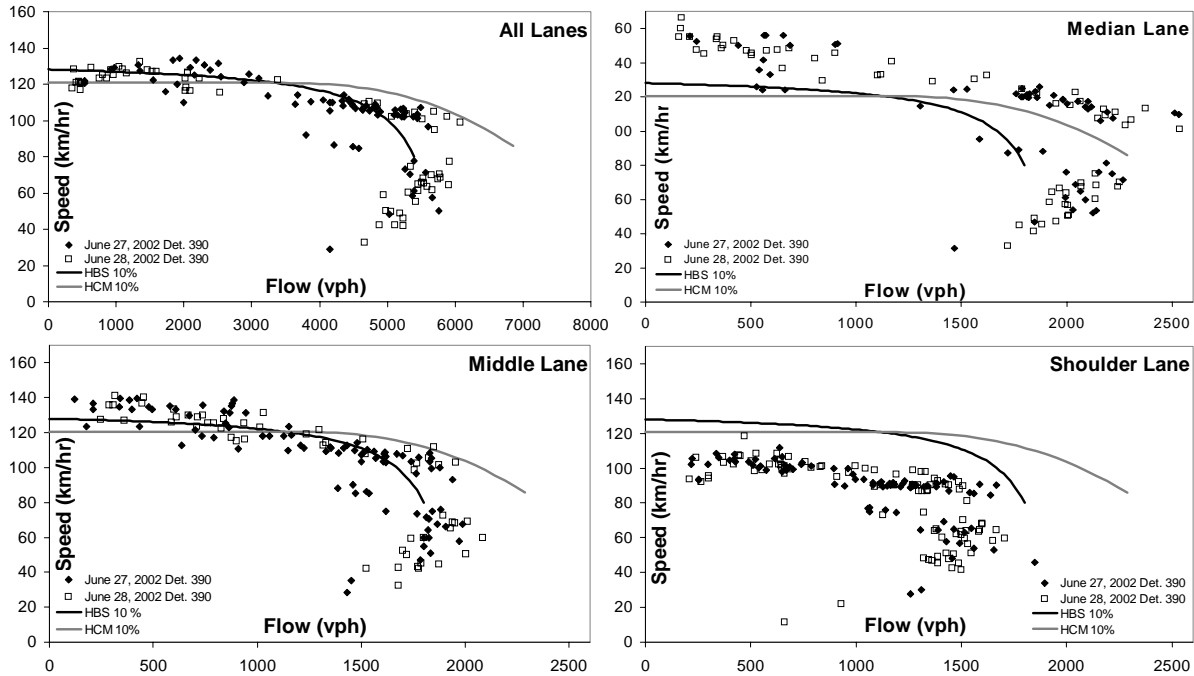 All Lanes
160
140
120
100
80
60
40
20
0
Speed (km/hr)
June 27, 2002 Det. 390
June 28, 2002 Det. 390
HBS 10%
HCM 10%
Flow (vph)
0 1000 2000 3000 4000 5000 6000 7000 8000
Median Lane
60
40
20
00
80
60
40
20
0
Speed (km/hr)
June 27, 2002 Det. 390
June 28, 2002 Det. 390
HBS 10%
HCM 10%
Flow (vph)
0 500 1000 1500 2000 2500
Middle Lane
160
140
120
100
80
60
40
20
0
Speed (km/hr)
June 27, 2002 Det. 390
June 28, 2002 Det. 390
HBS 10 %
HCM 10%
Flow (vph)
0 500 1000 1500 2000 2500
Shoulder Lane
160
140
120
100
80
60
40
20
0
Speed (km/hr)
June 27, 2002 Det. 390
June 28, 2002 Det. 390
HBS 10%
HCM 10%
Flow (vph)
0 500 1000 1500 2000 2500